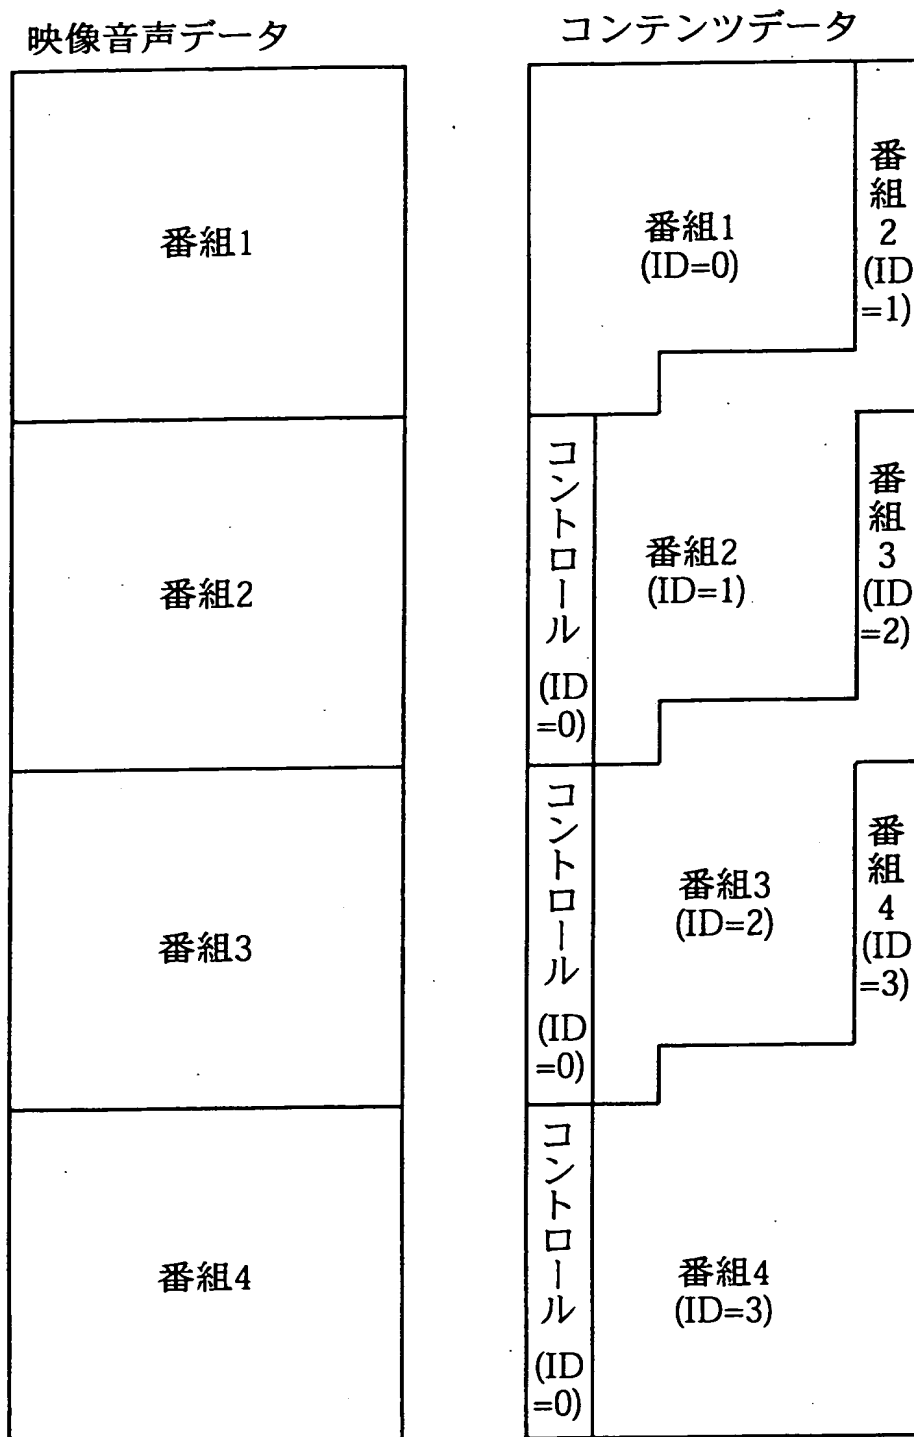 映像音声データ
番組1
番組2
番組3
番組4
コンテンツデータ
番組1
(ID=0)
番組2
(ID
=1)
コントロール
(ID
=0)
番組2
(ID=1)
番組3
(ID
=2)
コントロール
(ID
=0)
番組3
(ID=2)
番組4
(ID
=3)
コントロール
(ID
=0)
番組4
(ID=3)